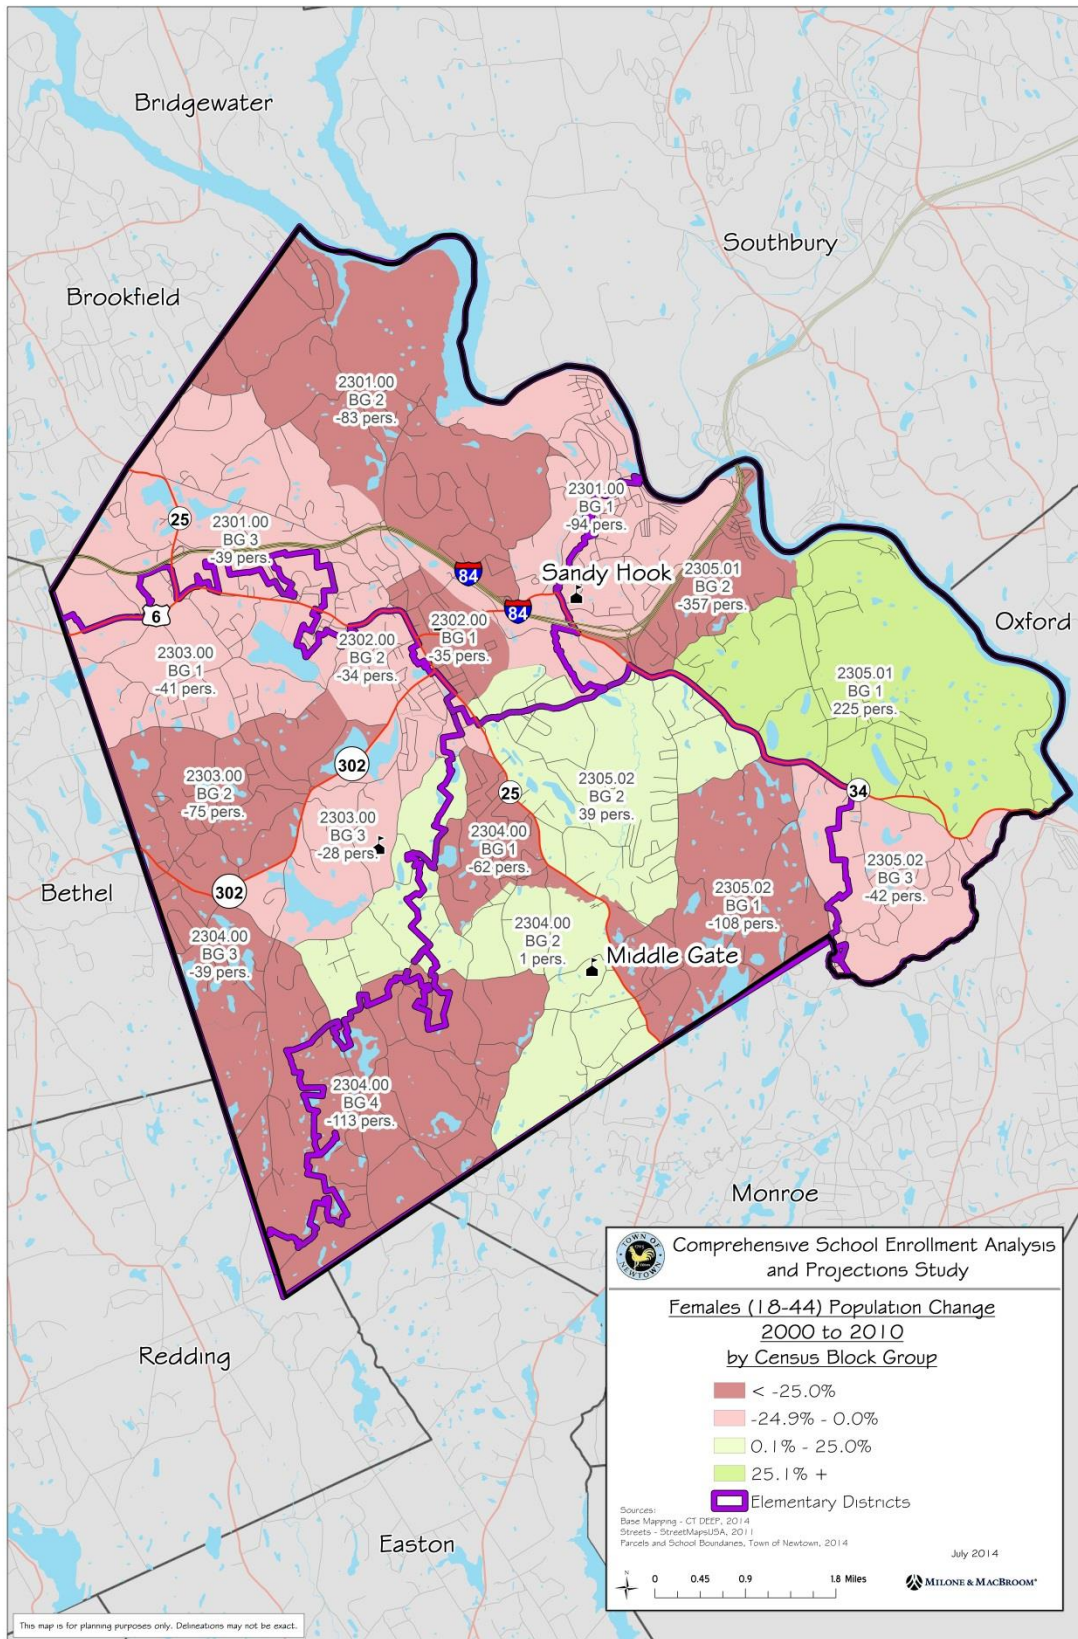 Bridgewater
Southbury
Brookfield
2301.00
BG 2
-83 pers.
2301.00
BG 1
-94 pers.
25
2301.00
BG 3
-39 pers.
84
Sandy Hook
2305.01
BG 2
-357 pers.
84
6
2302.00
BG 1
-35 pers.
Oxford
2302.00
BG 2
-34 pers.
2303.00
BG 1
-41 pers.
2305.01
BG 1
225 pers.
302
2303.00
BG 2
-75 pers.
2305.02
BG 2
39 pers.
25
34
2303.00
BG 3
-28 pers.
2304.00
BG 1
-62 pers.
2305.02
BG 3
-42 pers.
Bethel
302
2305.02
BG 1
-108 pers.
2304.00
BG 3
-39 pers.
2304.00
BG 2
1 pers.
Middle Gate
2304.00
BG 4
-113 pers.
Monroe
Redding
Easton
TOWN OF
NEWTOWN
Comprehensive School Enrollment Analysis
and Projections Study
Females (18-44) Population Change
2000 to 2010
by Census Block Group
< -25.0%
-24.9% - 0.0%
0.1% - 25.0%
25.1% +
Elementary Districts
Sources:
Base Mapping - CT DEEP, 2014
Streets - StreetMapsUSA, 2011
Parcels and School Boundaries, Town of Newtown, 2014
July 2014
N
0 0.45 0.9 1.8 Miles
MILONE & MACBROOM®
This map is for planning purposes only. Delineations may not be exact.